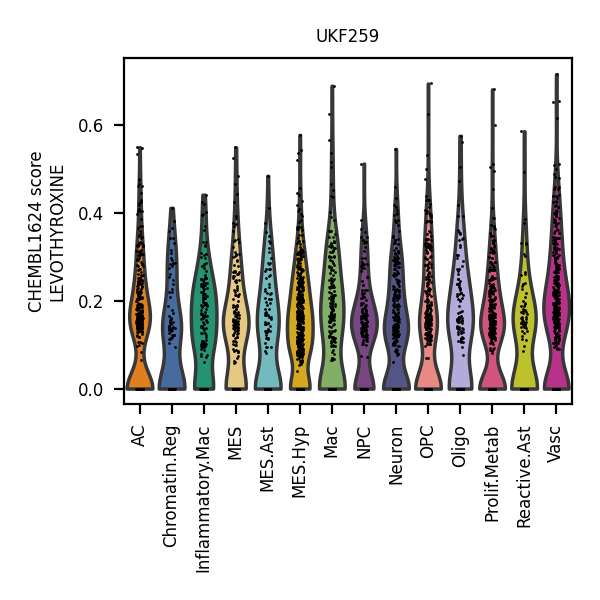 UKF259
CHEMBL1624 score
LEVOTHYROXINE
0.6
0.4
0.2
0.0
AC
Chromatin.Reg
Inflammatory.Mac
MES
MES.Ast
MES.Hyp
Mac
NPC
Neuron
OPC
Oligo
Prolif.Metab
Reactive.Ast
Vasc